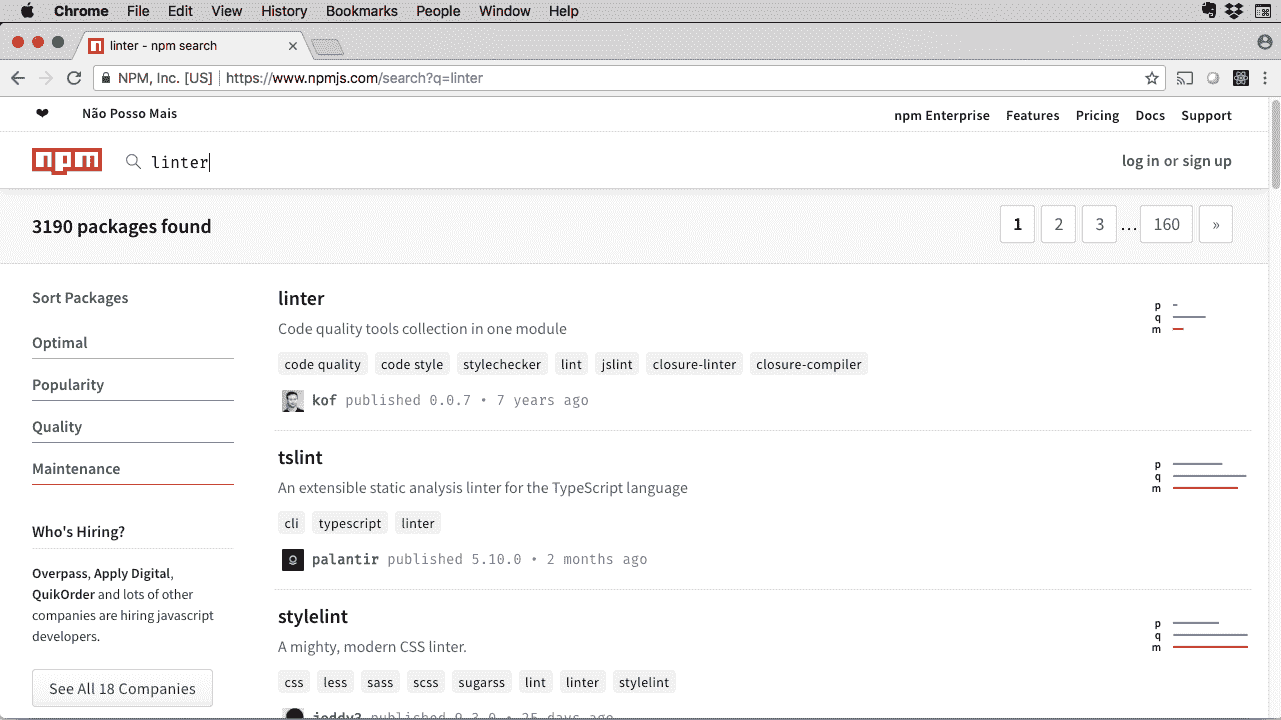 Chrome File Edit View History Bookmarks People Window Help
linter - npm search
NPM, Inc. [US] https://www.npmjs.com/search?q=linter
❤ Não Posso Mais npm Enterprise Features Pricing Docs Support
npm linter log in or sign up
3190 packages found 1 2 3 ... 160 »
Sort Packages
Optimal
Popularity
Quality
Maintenance
Who's Hiring?
Overpass, Apply Digital,
QuikOrder and lots of other
companies are hiring javascript
developers.
See All 18 Companies
linter
Code quality tools collection in one module
code quality code style stylechecker lint jslint closure-linter closure-compiler
kof published 0.0.7 • 7 years ago
p
q
m
tslint
An extensible static analysis linter for the TypeScript language
cli typescript linter
palantir published 5.10.0 • 2 months ago
p
q
m
stylelint
A mighty, modern CSS linter.
css less sass scss sugarss lint linter stylelint
jeddy3 published 9.3.0 • 25 days ago
p
q
m